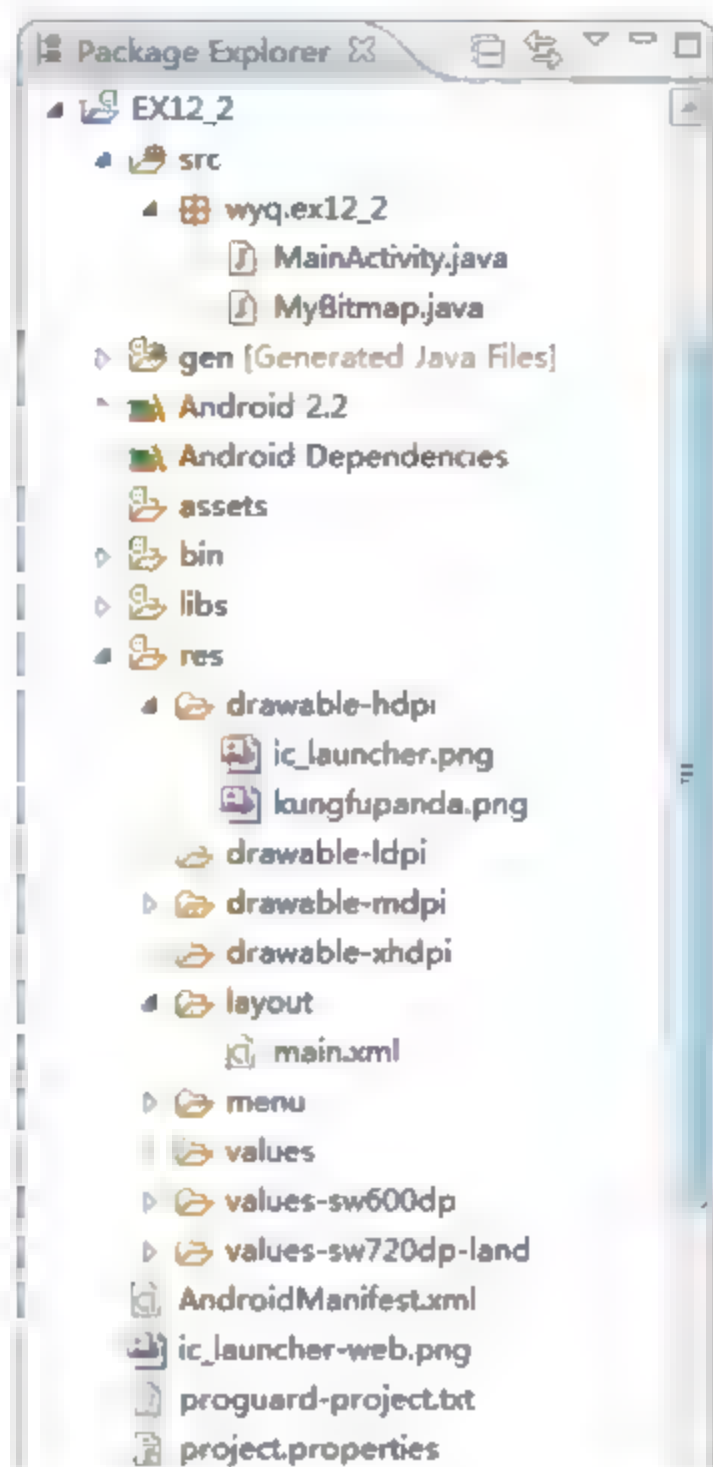 Package Explorer
EX12_2
src
wyq.ex12_2
MainActivity.java
MyBitmap.java
gen [Generated Java Files]
Android 2.2
Android Dependencies
assets
bin
libs
res
drawable-hdpi
ic_launcher.png
kungfupanda.png
drawable-ldpi
drawable-mdpi
drawable-xhdpi
layout
main.xml
menu
values
values-sw600dp
values-sw720dp-land
AndroidManifest.xml
ic_launcher-web.png
proguard-project.txt
project.properties